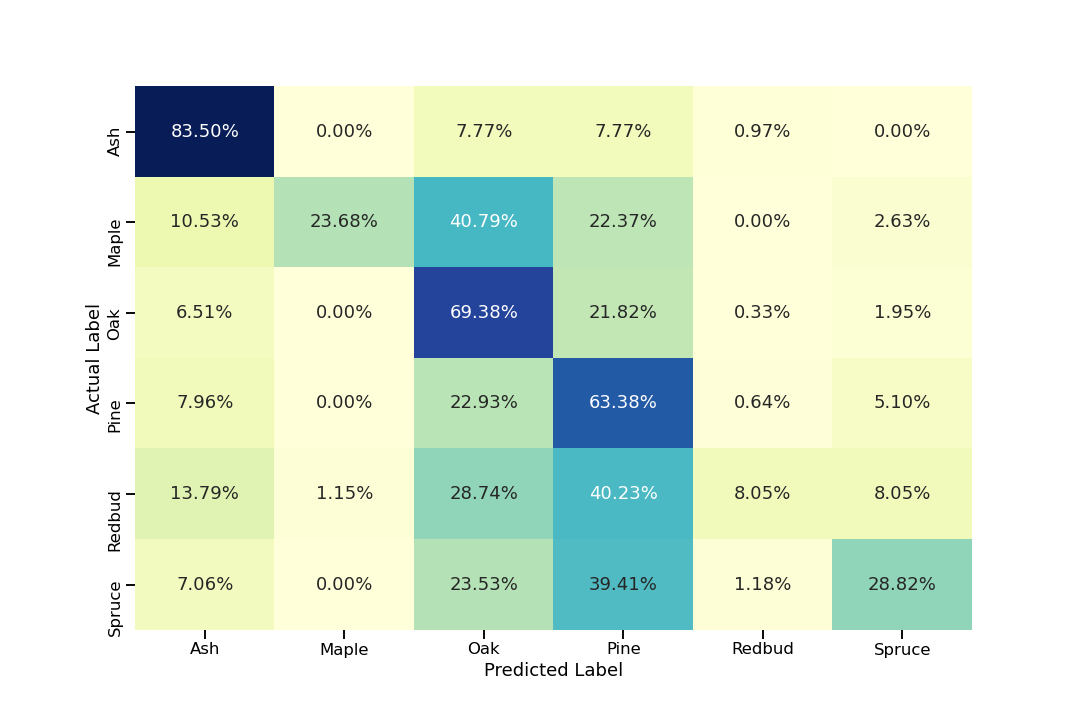 Actual Label
Ash 83.50% 0.00% 7.77% 7.77% 0.97% 0.00%
Maple 10.53% 23.68% 40.79% 22.37% 0.00% 2.63%
Oak 6.51% 0.00% 69.38% 21.82% 0.33% 1.95%
Pine 7.96% 0.00% 22.93% 63.38% 0.64% 5.10%
Redbud 13.79% 1.15% 28.74% 40.23% 8.05% 8.05%
Spruce 7.06% 0.00% 23.53% 39.41% 1.18% 28.82%
Ash Maple Oak Pine Redbud Spruce
Predicted Label